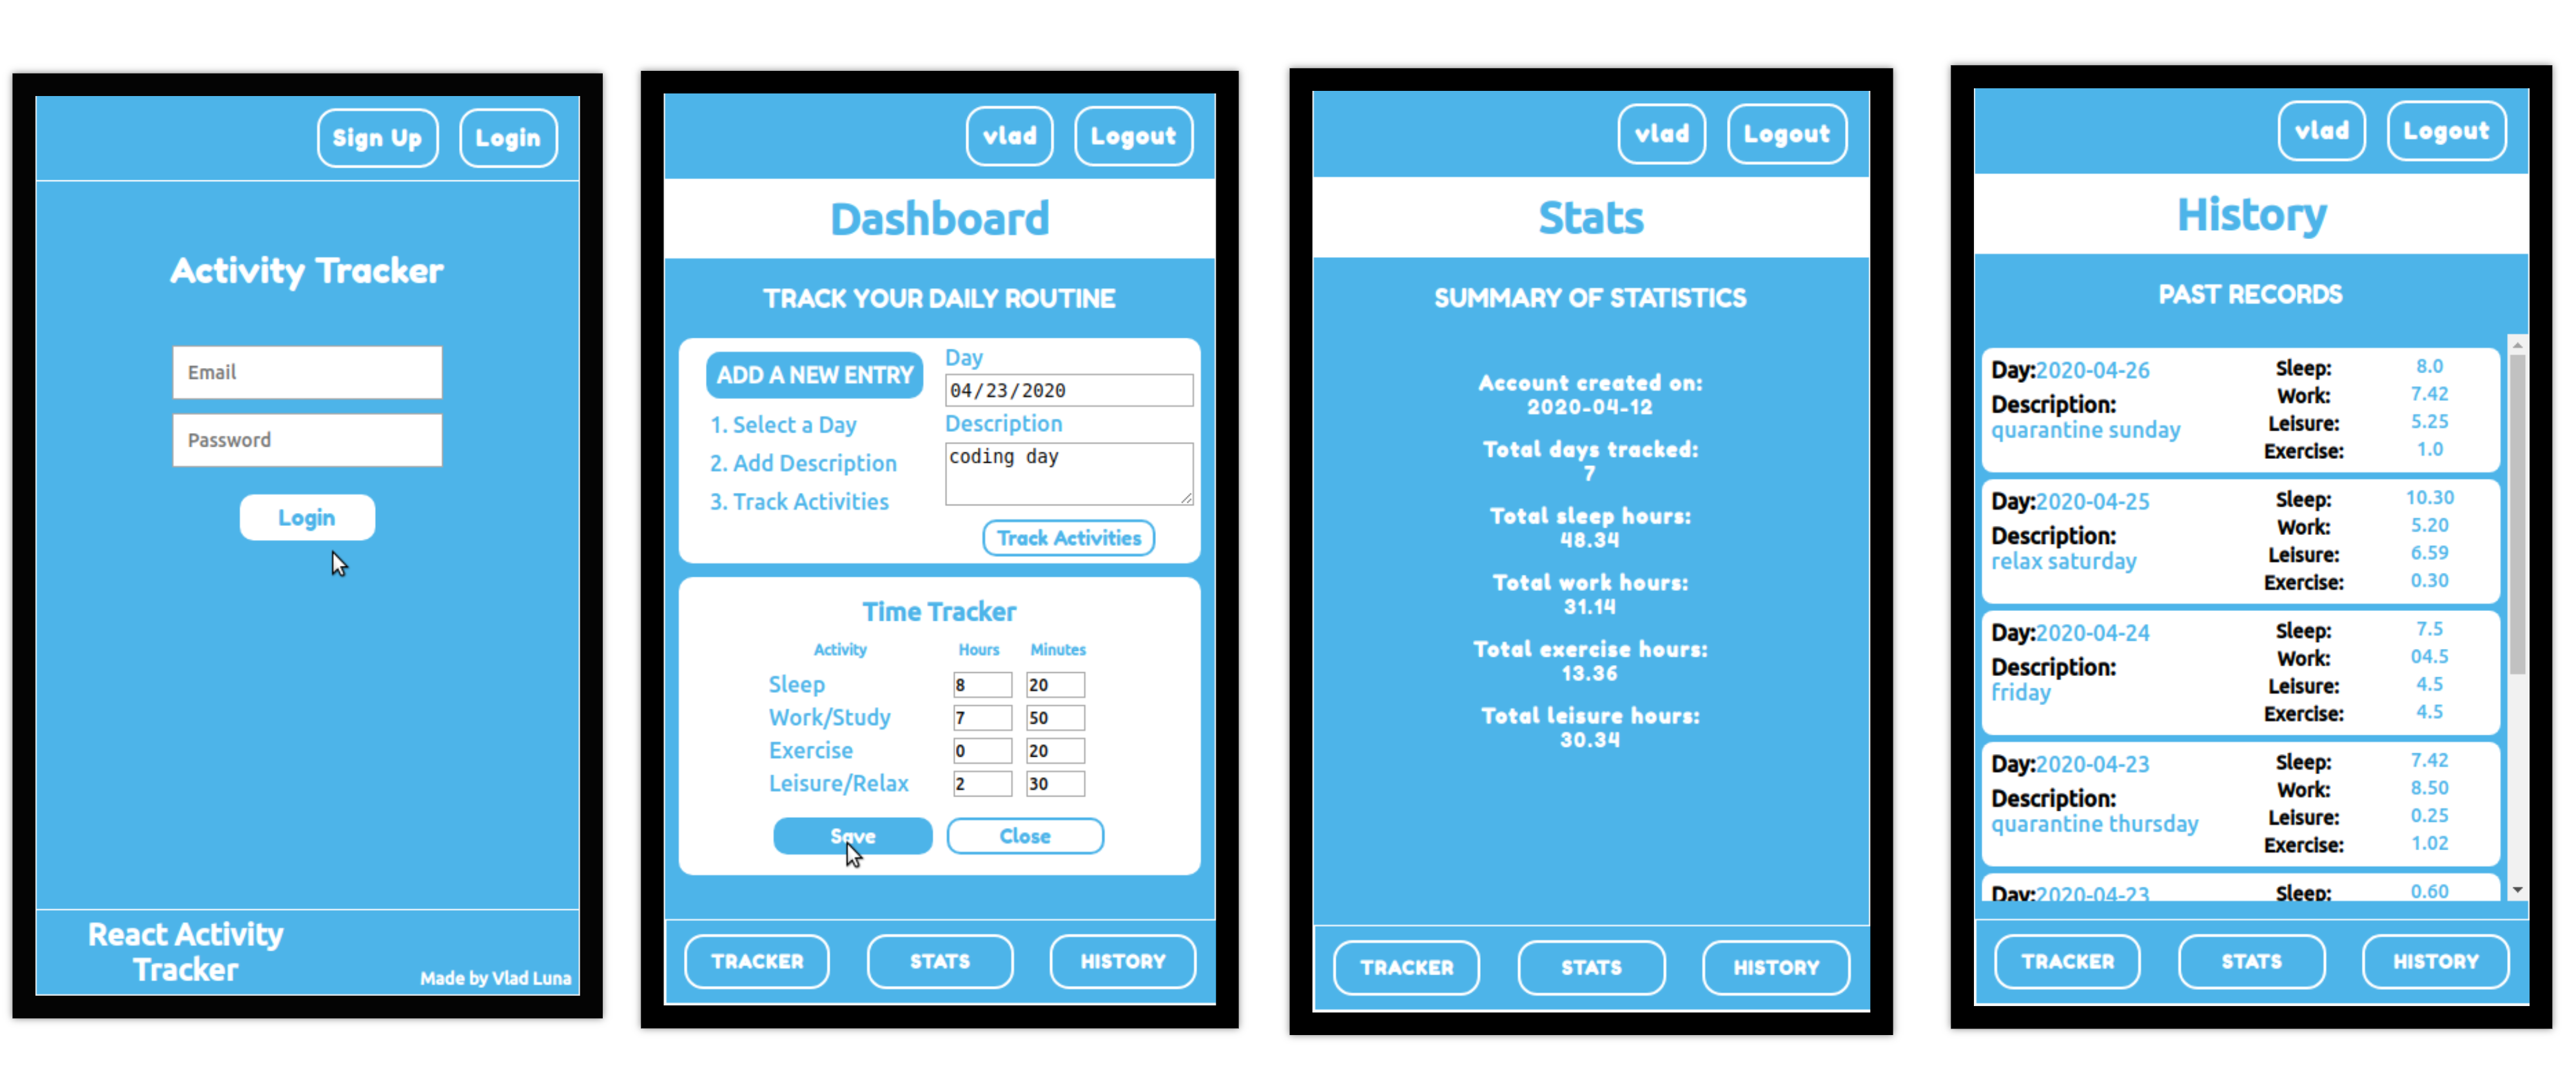 Sign Up
Login
Activity Tracker
Email
Password
Login
React Activity
Tracker
Made by Vlad Luna
vlad
Logout
Dashboard
TRACK YOUR DAILY ROUTINE
ADD A NEW ENTRY
1. Select a Day
2. Add Description
3. Track Activities
Day
04/23/2020
Description
coding day
Track Activities
Time Tracker
Activity Hours Minutes
Sleep 8 20
Work/Study 7 50
Exercise 0 20
Leisure/Relax 2 30
Save
Close
TRACKER
STATS
HISTORY
vlad
Logout
Stats
SUMMARY OF STATISTICS
Account created on:
2020-04-12
Total days tracked:
7
Total sleep hours:
48.34
Total work hours:
31.14
Total exercise hours:
13.36
Total leisure hours:
30.34
TRACKER
STATS
HISTORY
vlad
Logout
History
PAST RECORDS
Day:2020-04-26
Description:
quarantine sunday
Sleep: 8.0
Work: 7.42
Leisure: 5.25
Exercise: 1.0
Day:2020-04-25
Description:
relax saturday
Sleep: 10.30
Work: 5.20
Leisure: 6.59
Exercise: 0.30
Day:2020-04-24
Description:
friday
Sleep: 7.5
Work: 04.5
Leisure: 4.5
Exercise: 4.5
Day:2020-04-23
Description:
quarantine thursday
Sleep: 7.42
Work: 8.50
Leisure: 0.25
Exercise: 1.02
Day:2020-04-23
Sleep: 0.60
TRACKER
STATS
HISTORY